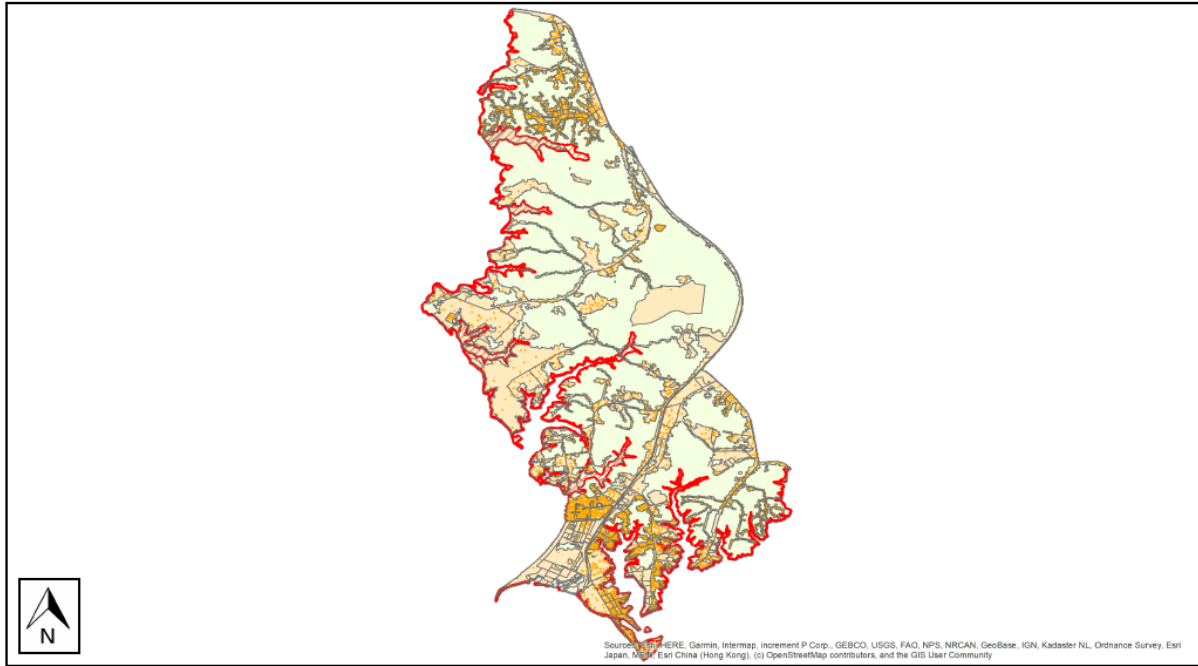 N
Sources: Esri, HERE, Garmin, Intermap, increment P Corp., GEBCO, USGS, FAO, NPS, NRCAN, GeoBase, IGN, Kadaster NL, Ordnance Survey, Esri
Japan, METI, Esri China (Hong Kong), (c) OpenStreetMap contributors, and the GIS User Community